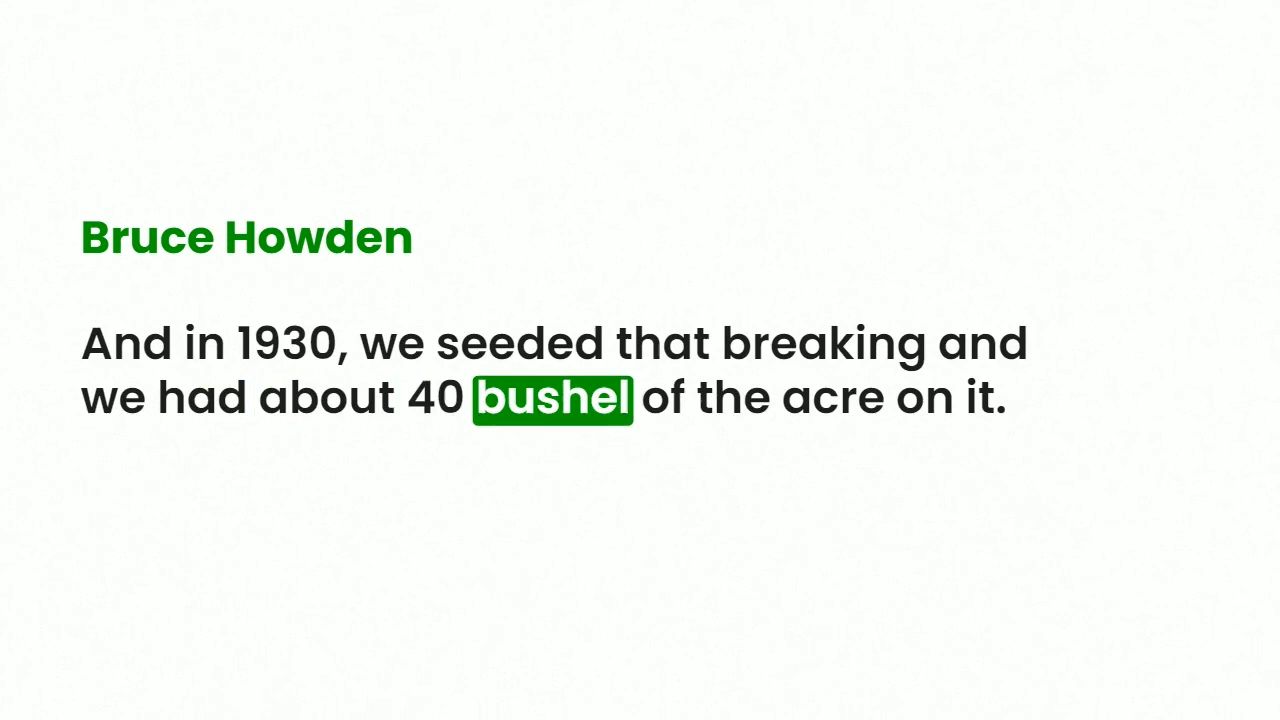 Bruce Howden
And in 1930, we seeded that breaking and
we had about 40 bushel of the acre on it.